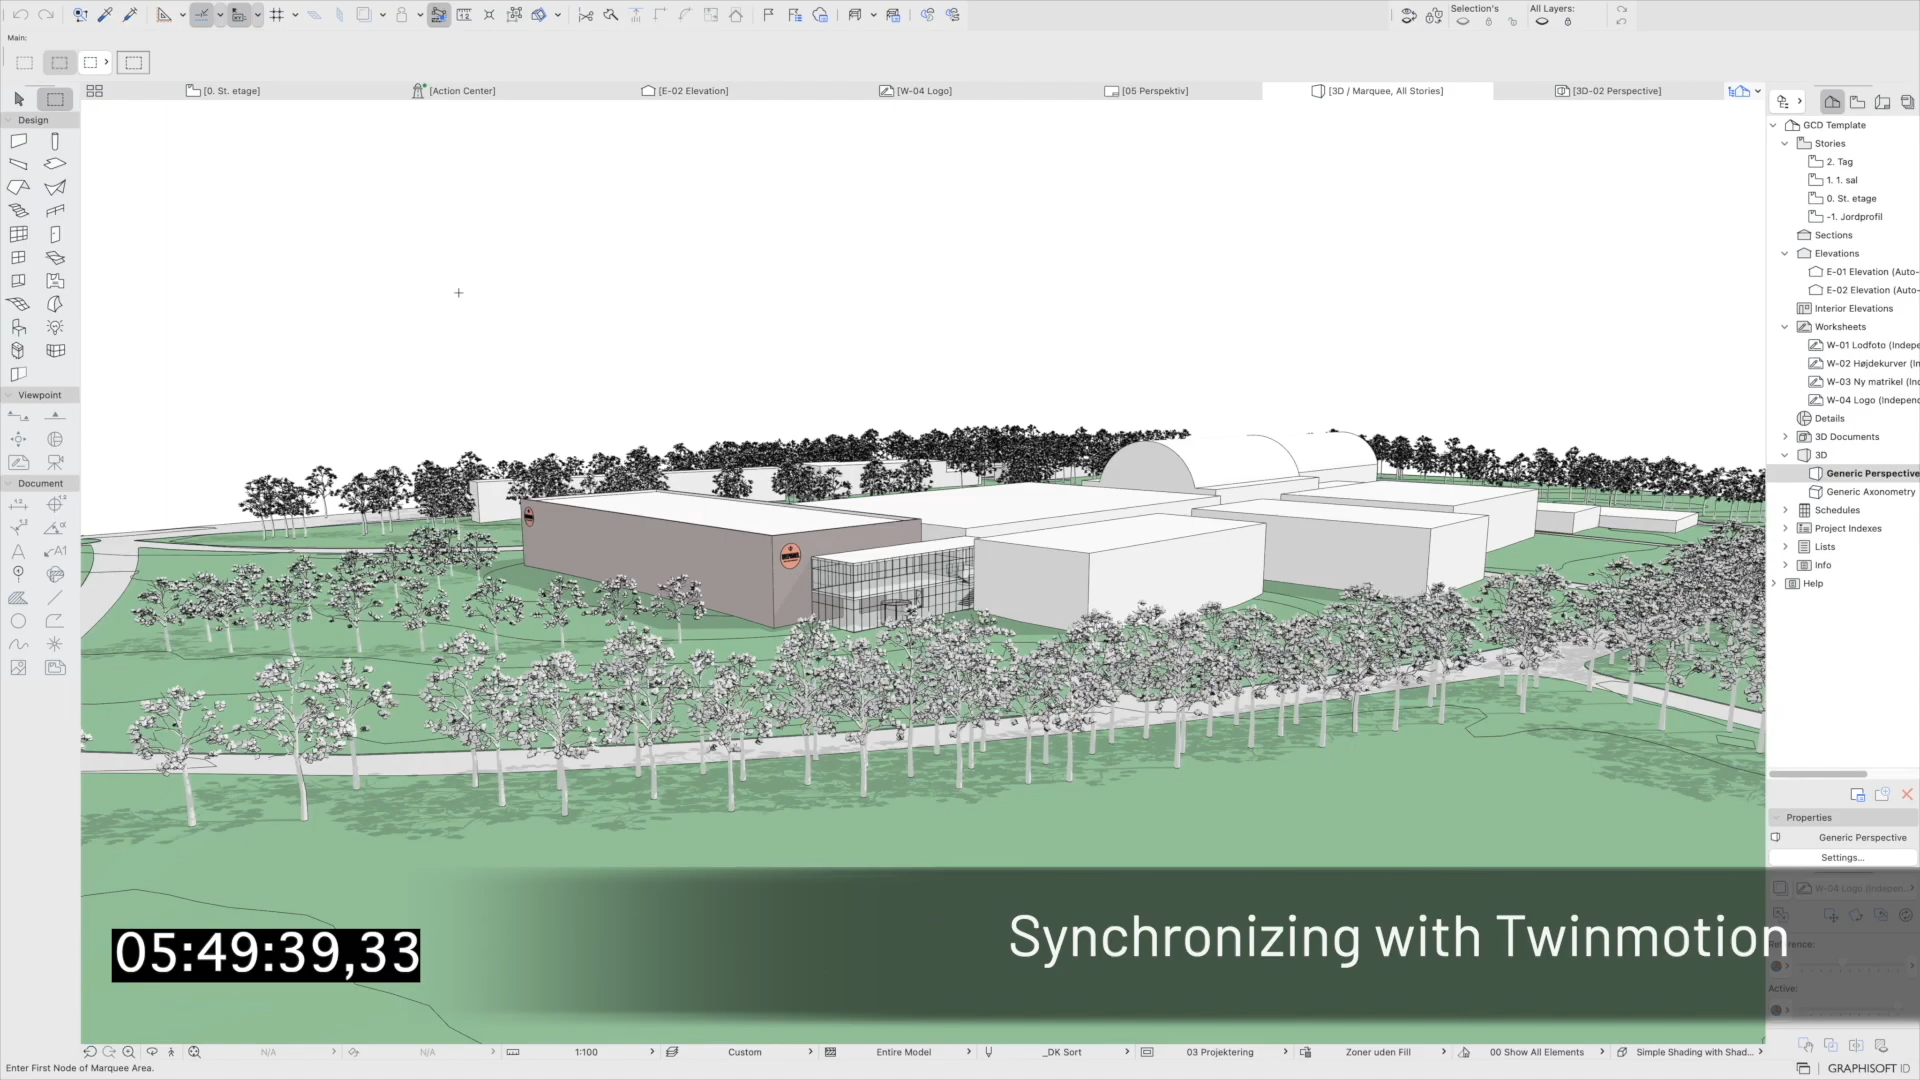 Selection's
All Layers:
Main:
[0. St. etage]
[Action Center]
[E-02 Elevation]
[W-04 Logo]
[05 Perspektiv]
[3D / Marquee, All Stories]
[3D-02 Perspective]
Design
Viewpoint
Document
GCD Template
Stories
2. Tag
1. 1. sal
0. St. etage
-1. Jordprofil
Sections
Elevations
E-01 Elevation (Auto-
E-02 Elevation (Auto-
Interior Elevations
Worksheets
W-01 Lodfoto (Indepe
W-02 Højdekurver (In
W-03 Ny matrikel (Ind
W-04 Logo (Independ
Details
3D Documents
3D
Generic Perspective
Generic Axonometry
Schedules
Project Indexes
Lists
Info
Help
Properties
Generic Perspective
Settings...
W-04 Logo (Indepen...
Active:
05:49:39,33
Synchronizing with Twinmotion
N/A
N/A
1:100
Custom
Entire Model
_DK Sort
03 Projektering
Zoner uden Fill
00 Show All Elements
Simple Shading with Shad...
Enter First Node of Marquee Area.
GRAPHISOFT ID